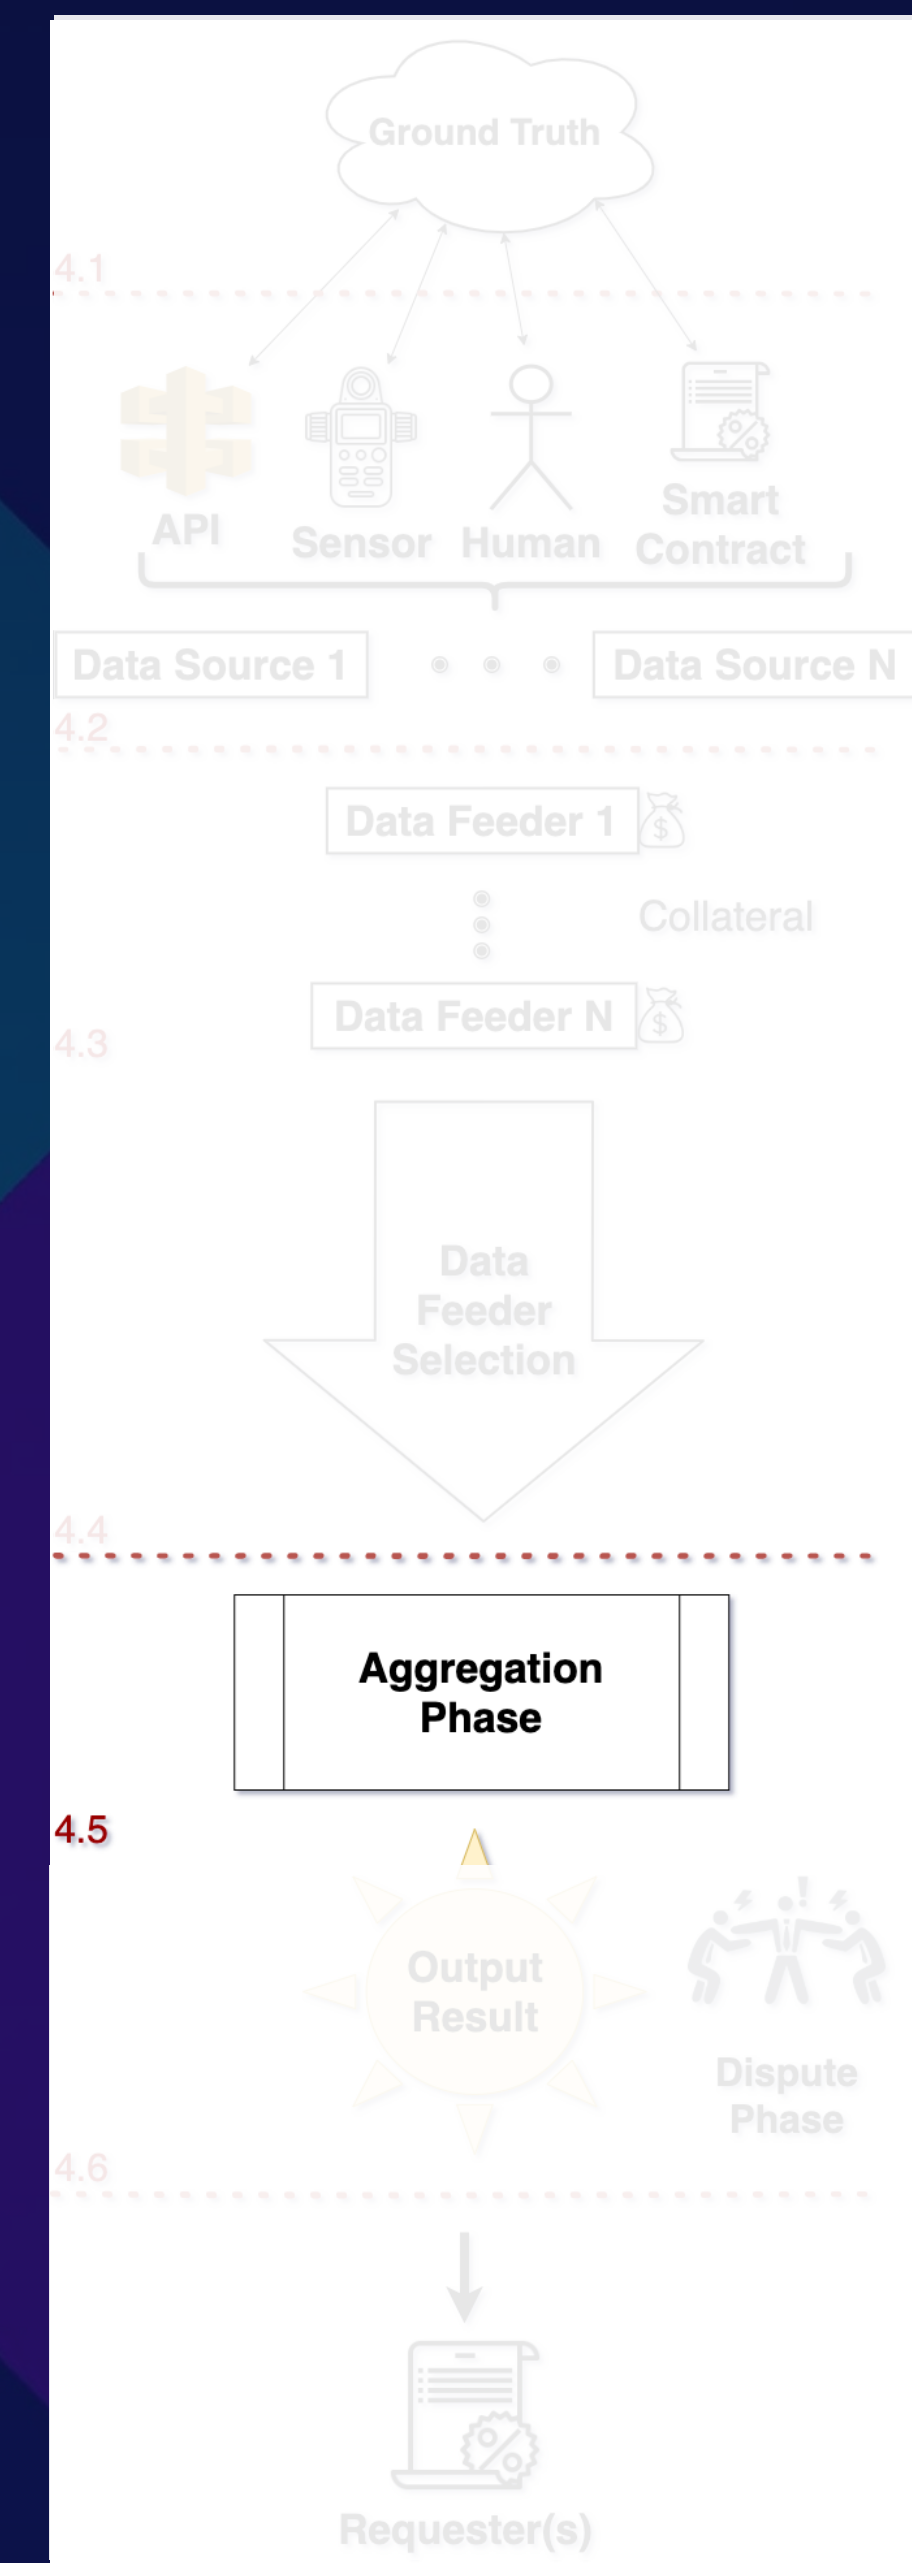 Ground Truth
4.1
API
Sensor
Human
Smart
Contract
Data Source 1
Data Source N
4.2
Data Feeder 1
Collateral
Data Feeder N
4.3
Data
Feeder
Selection
4.4
Aggregation
Phase
4.5
Output
Result
Dispute
Phase
4.6
Requester(s)